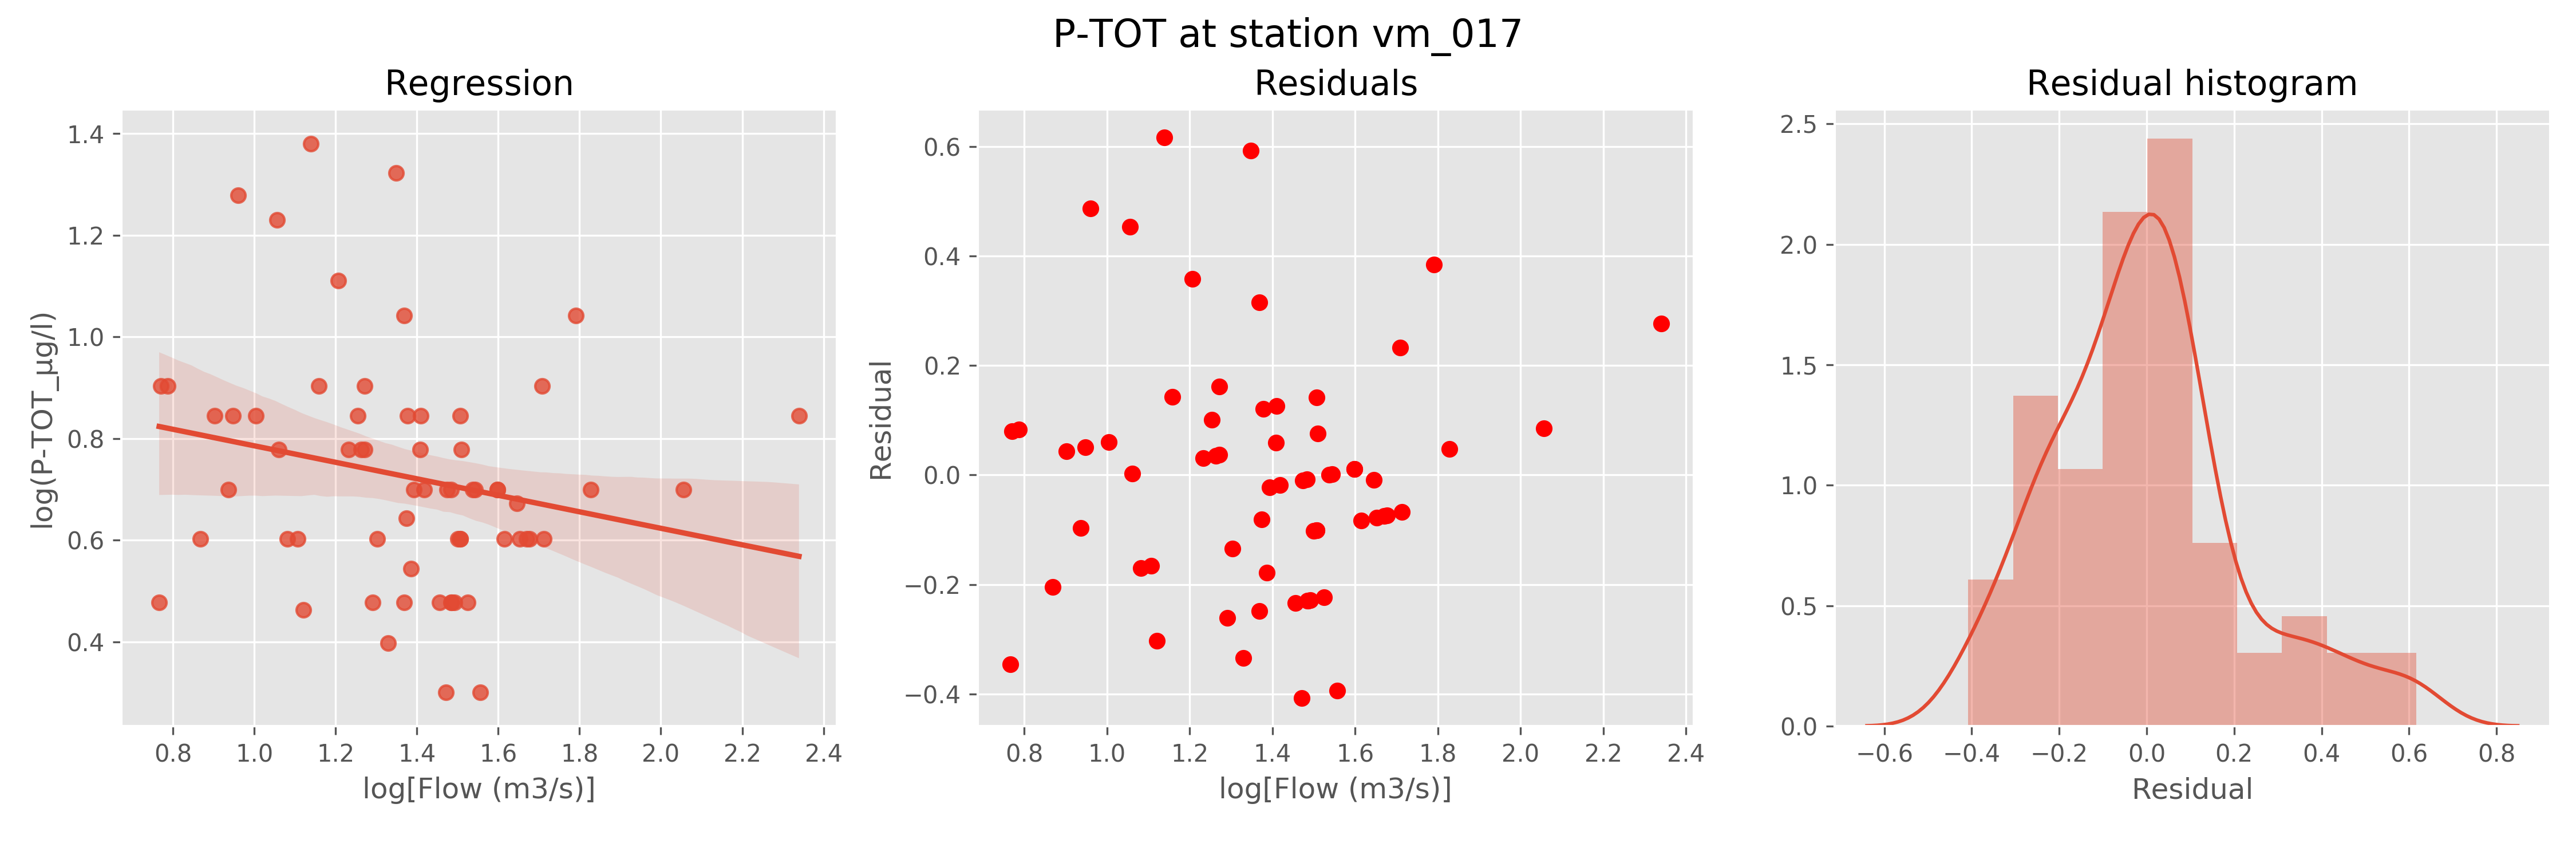 P-TOT at station vm_017
Regression
1.4
1.2
1.0
0.8
0.6
0.4
log(P-TOT_µg/l)
0.8 1.0 1.2 1.4 1.6 1.8 2.0 2.2 2.4
log[Flow (m3/s)]
Residuals
0.6
0.4
0.2
0.0
−0.2
−0.4
Residual
0.8 1.0 1.2 1.4 1.6 1.8 2.0 2.2 2.4
log[Flow (m3/s)]
Residual histogram
2.5
2.0
1.5
1.0
0.5
0.0
−0.6 −0.4 −0.2 0.0 0.2 0.4 0.6 0.8
Residual